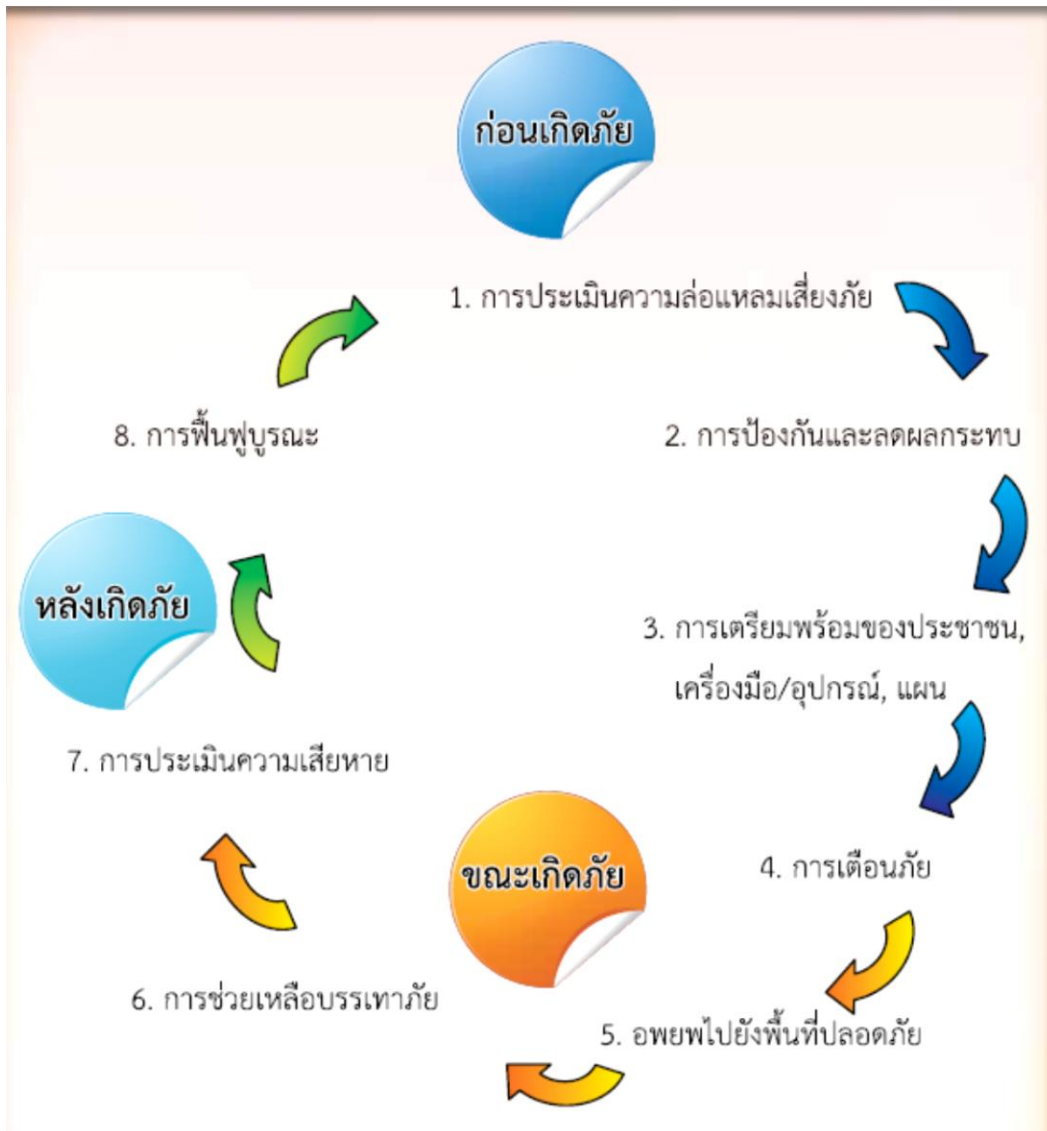 ก่อนเกิดภัย
1. การประเมินความล่อแหลมเสี่ยงภัย
2. การป้องกันและลดผลกระทบ
3. การเตรียมพร้อมของประชาชน,
เครื่องมือ/อุปกรณ์, แผน
4. การเตือนภัย
ขณะเกิดภัย
5. อพยพไปยังพื้นที่ปลอดภัย
6. การช่วยเหลือบรรเทาภัย
7. การประเมินความเสียหาย
หลังเกิดภัย
8. การฟื้นฟูบูรณะ